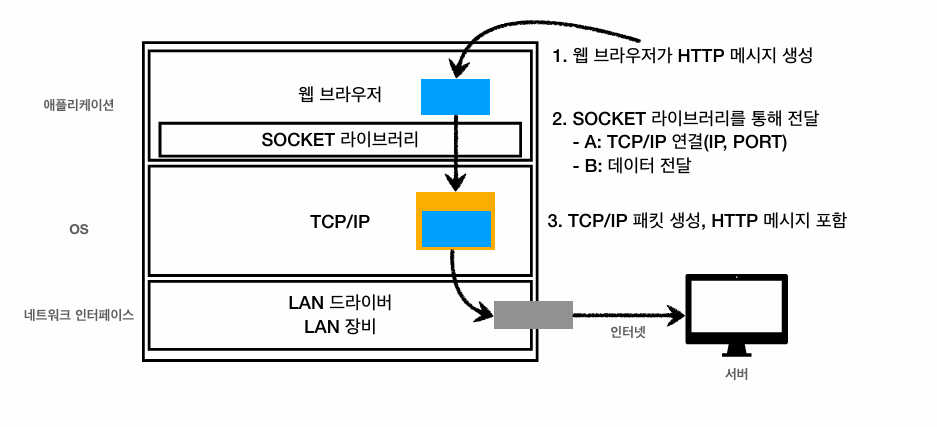 1. 웹 브라우저가 HTTP 메시지 생성
애플리케이션
웹 브라우저
SOCKET 라이브러리
2. SOCKET 라이브러리를 통해 전달
- A: TCP/IP 연결(IP, PORT)
- B: 데이터 전달
OS
TCP/IP
3. TCP/IP 패킷 생성, HTTP 메시지 포함
네트워크 인터페이스
LAN 드라이버
LAN 장비
인터넷
서버